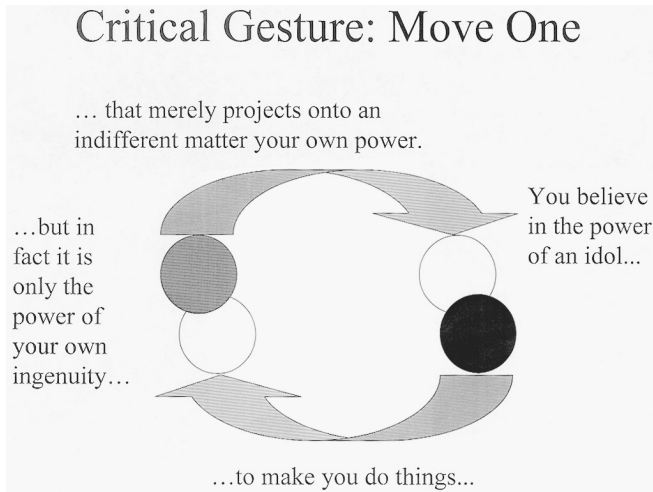 Critical Gesture: Move One
… that merely projects onto an
indifferent matter your own power.
You believe
in the power
of an idol...
…but in
fact it is
only the
power of
your own
ingenuity…
…to make you do things...